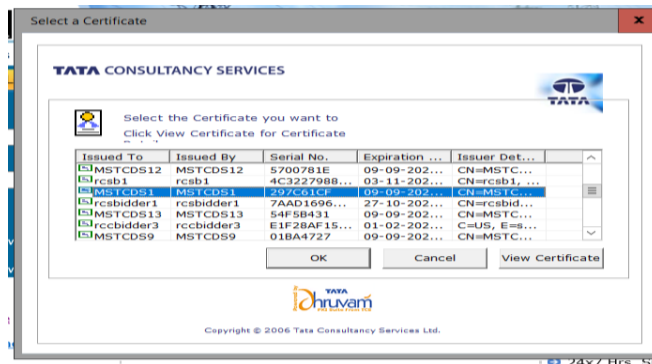 Select a Certificate
x
TATA CONSULTANCY SERVICES
TATA
Select the Certificate you want to
Click View Certificate for Certificate
Issued To Issued By Serial No. Expiration ... Issuer Det...
MSTCDS12 MSTCDS12 5700781E 09-09-202... CN=MSTC...
rcsb1 rcsb1 4C3227988... 03-11-202... CN=rcsb1, ...
MSTCDS1 MSTCDS1 297C61CF 09-09-202... CN=MSTC...
rcsbidder1 rcsbidder1 7AAD1696... 27-10-202... CN=rcsbid...
MSTCDS13 MSTCDS13 54F5B431 09-09-202... CN=MSTC...
rccbidder3 rccbidder3 E1F28AF15... 01-02-202... C=US, E=s...
MSTCDS9 MSTCDS9 01BA4727 09-09-202... CN=MSTC...
OK Cancel View Certificate
TATA
Dhruvam
Copyright © 2006 Tata Consultancy Services Ltd.
24x7 Hrs. S